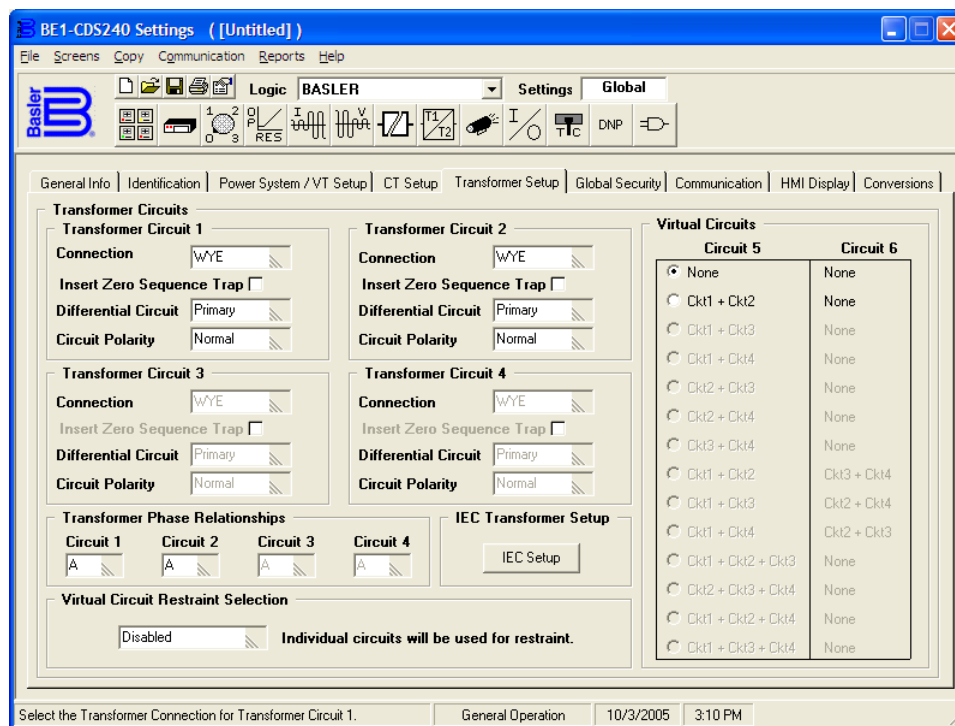 BE1-CDS240 Settings ( [Untitled] )
File Screens Copy Communication Reports Help
Basler
Logic BASLER Settings Global
1 2 0 3
O P RES
I
V
T1 T2
I O
T C
DNP
General Info Identification Power System / VT Setup CT Setup Transformer Setup Global Security Communication HMI Display Conversions
Transformer Circuits
Transformer Circuit 1
Connection WYE
Insert Zero Sequence Trap
Differential Circuit Primary
Circuit Polarity Normal
Transformer Circuit 2
Connection WYE
Insert Zero Sequence Trap
Differential Circuit Primary
Circuit Polarity Normal
Transformer Circuit 3
Connection WYE
Insert Zero Sequence Trap
Differential Circuit Primary
Circuit Polarity Normal
Transformer Circuit 4
Connection WYE
Insert Zero Sequence Trap
Differential Circuit Primary
Circuit Polarity Normal
Transformer Phase Relationships
Circuit 1 Circuit 2 Circuit 3 Circuit 4
A A A A
IEC Transformer Setup
IEC Setup
Virtual Circuit Restraint Selection
Disabled Individual circuits will be used for restraint.
Virtual Circuits
Circuit 5 Circuit 6
None None
Ckt1 + Ckt2 None
Ckt1 + Ckt3 None
Ckt1 + Ckt4 None
Ckt2 + Ckt3 None
Ckt2 + Ckt4 None
Ckt3 + Ckt4 None
Ckt1 + Ckt2 Ckt3 + Ckt4
Ckt1 + Ckt3 Ckt2 + Ckt4
Ckt1 + Ckt4 Ckt2 + Ckt3
Ckt1 + Ckt2 + Ckt3 None
Ckt2 + Ckt3 + Ckt4 None
Ckt1 + Ckt2 + Ckt4 None
Ckt1 + Ckt3 + Ckt4 None
Select the Transformer Connection for Transformer Circuit 1. General Operation 10/3/2005 3:10 PM